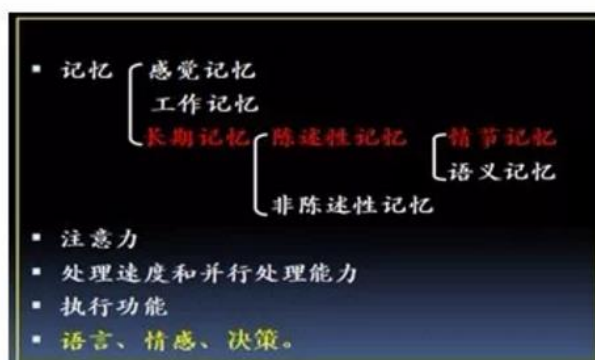 ▪ 记忆 感觉记忆
工作记忆
长期记忆 陈述性记忆 情节记忆
语义记忆
非陈述性记忆
▪ 注意力
▪ 处理速度和并行处理能力
▪ 执行功能
▪ 语言、情感、决策。